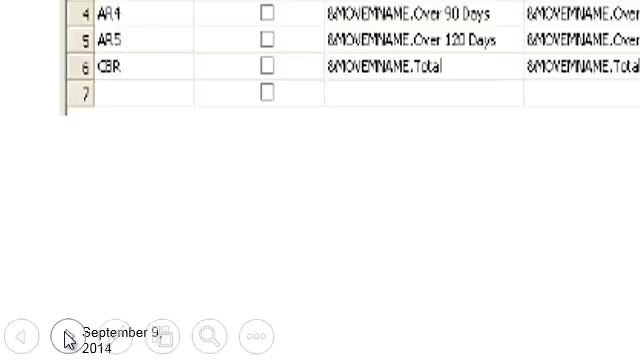 4 AR4 &MOVEMNAME.Over 90 Days &MOVEMNAME.Over
5 AR5 &MOVEMNAME.Over 120 Days &MOVEMNAME.Over
6 CBR &MOVEMNAME.Total &MOVEMNAME.Total
7
September 9,
2014